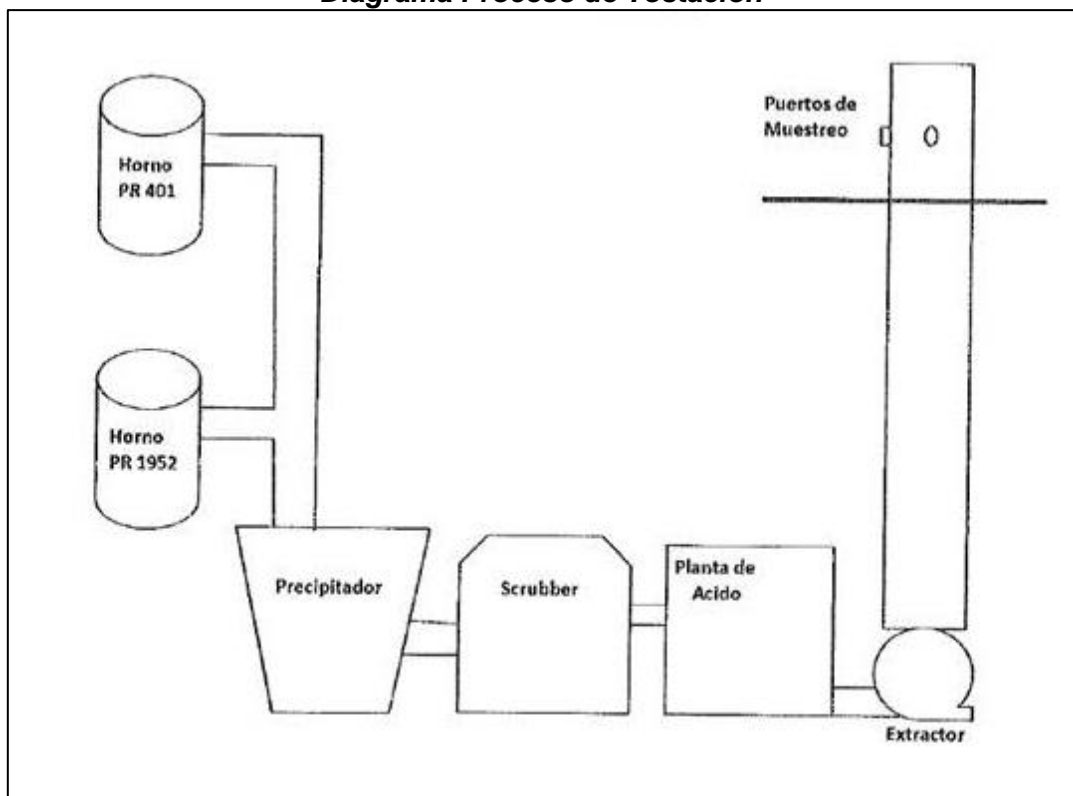 Diagrama Proceso de Tostación
Puertos de
Muestreo
Horno
PR 401
Horno
PR 1952
Precipitador
Scrubber
Planta de
Acido
Extractor